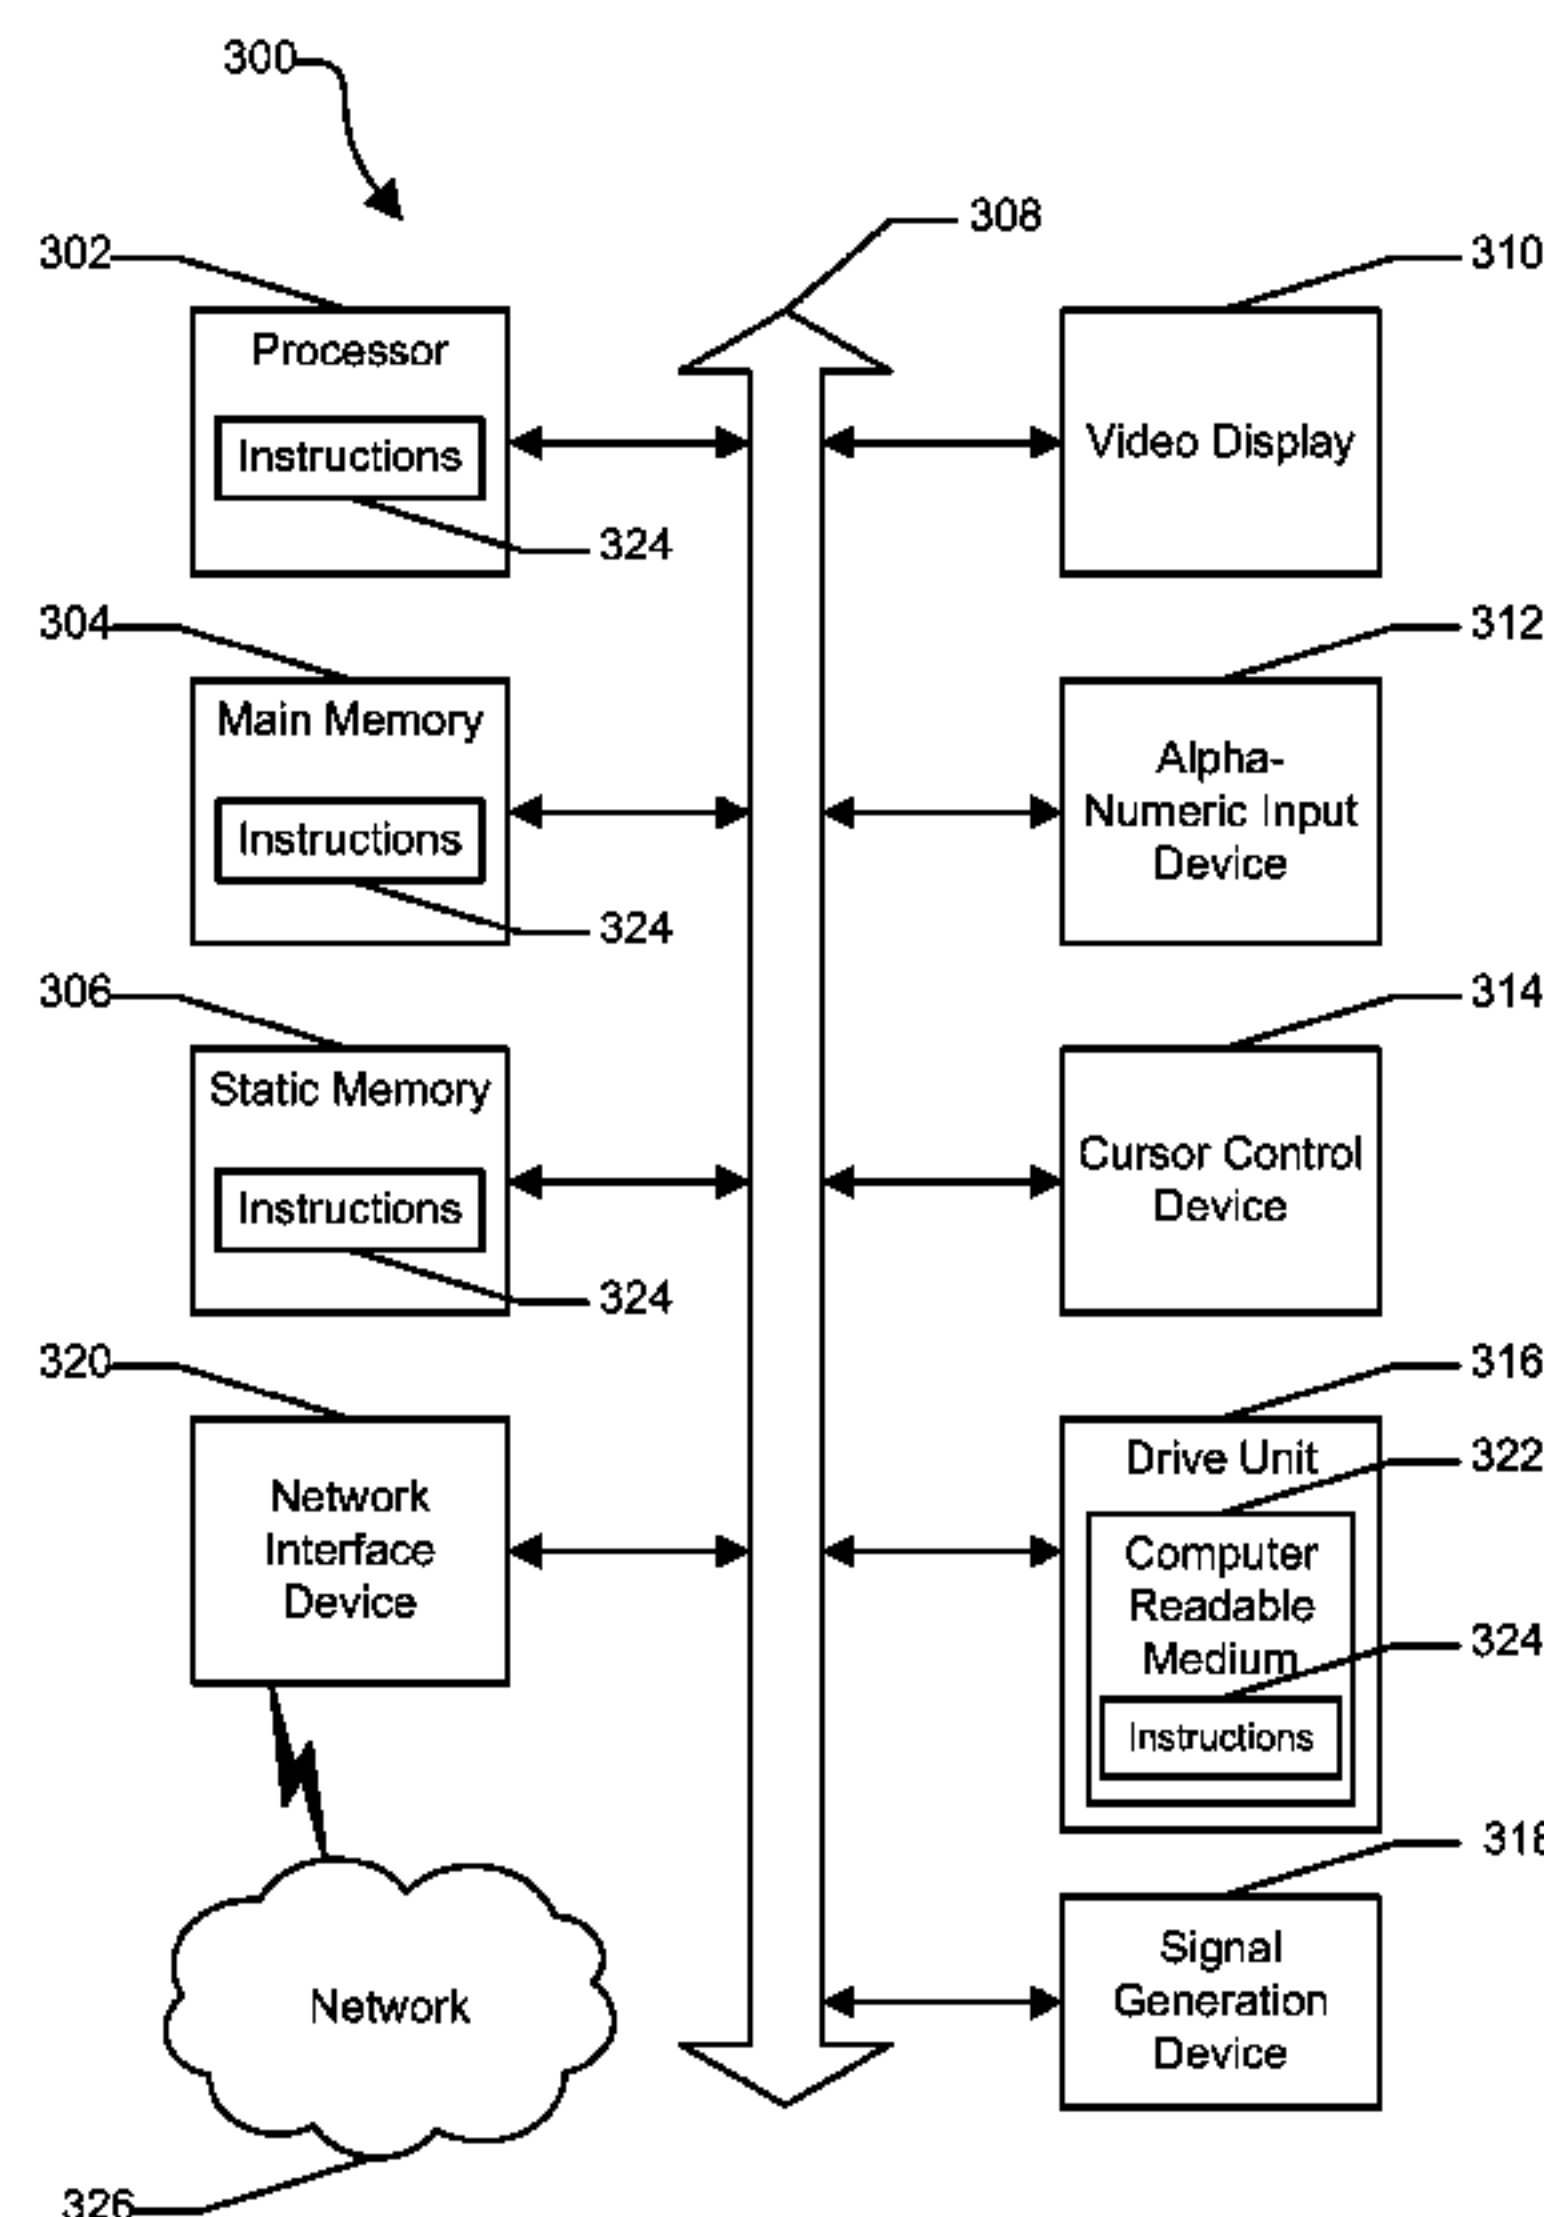 300
308
302
310
Processor
Instructions
Video Display
324
304
312
Main Memory
Alpha-
Numeric Input
Device
Instructions
324
306
314
Static Memory
Cursor Control
Device
Instructions
324
320
316
Drive Unit
322
Network
Interface
Device
Computer
Readable
Medium
324
Instructions
318
Signal
Generation
Device
Network
326